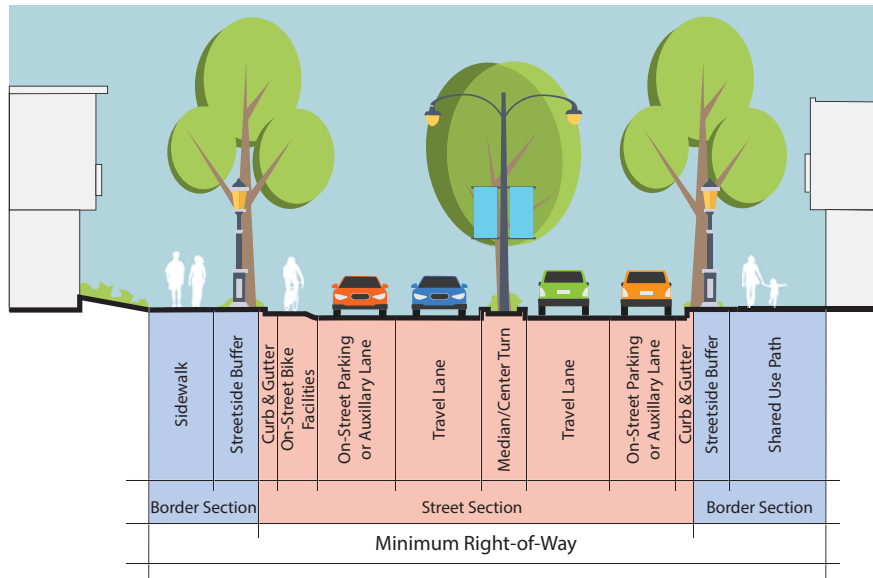 Sidewalk
Streetside Buffer
Curb & Gutter
On-Street Bike
Facilities
On-Street Parking
or Auxillary Lane
Travel Lane
Median/Center Turn
Travel Lane
On-Street Parking
or Auxillary Lane
Curb & Gutter
Streetside Buffer
Shared Use Path
Border Section
Street Section
Border Section
Minimum Right-of-Way